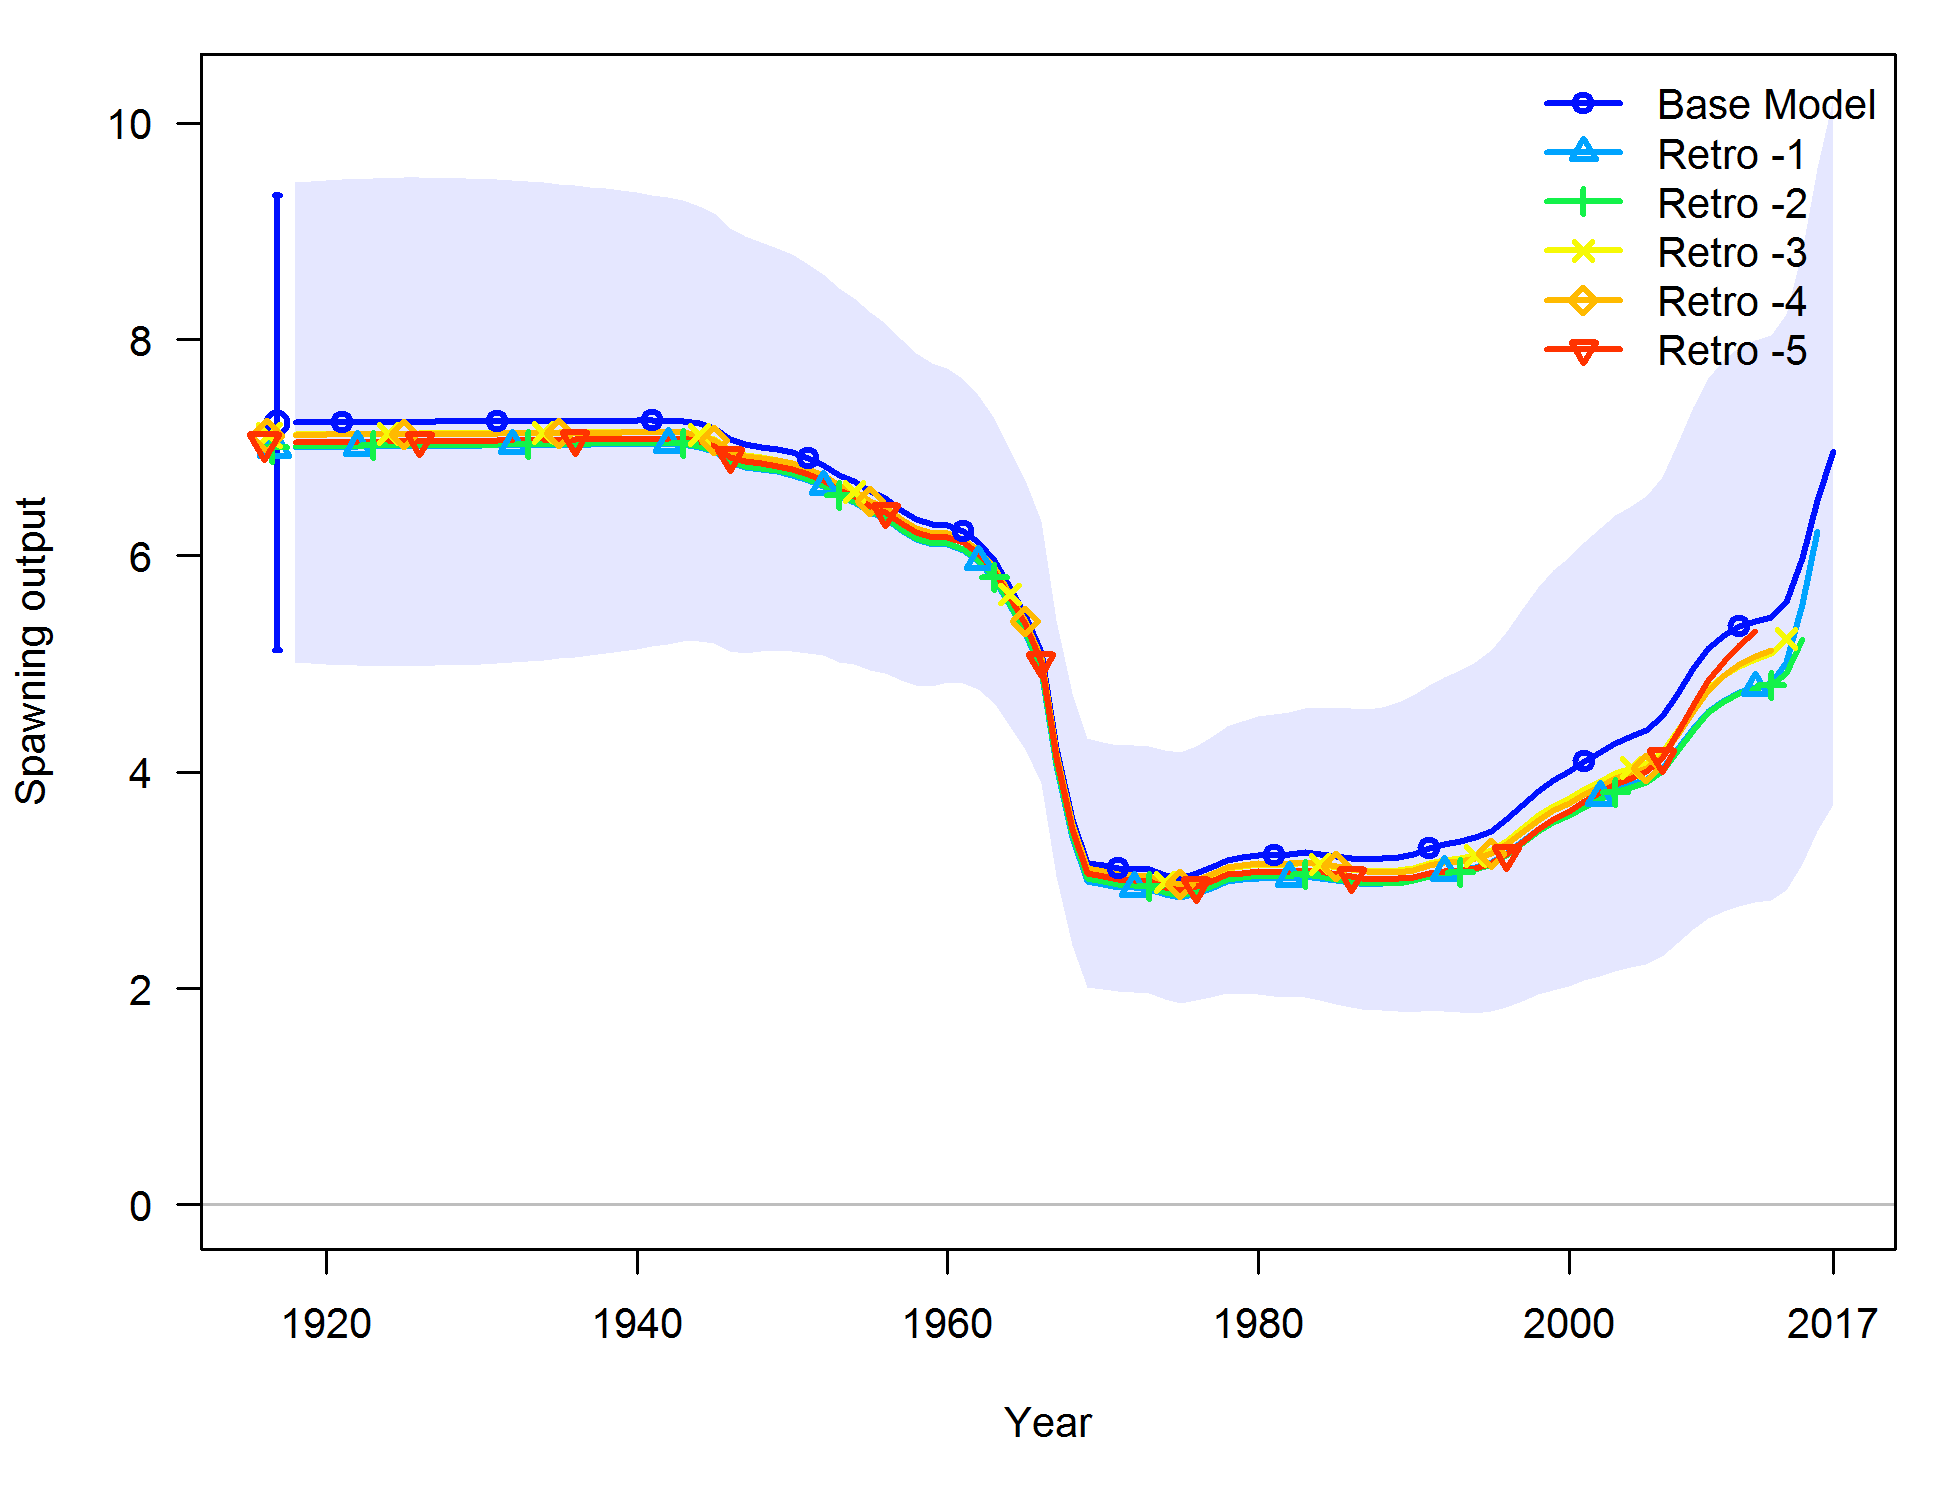 10
8
6
4
2
0
Spawning output
1920
1940
1960
1980
2000
2017
Year
Base Model
Retro -1
Retro -2
Retro -3
Retro -4
Retro -5